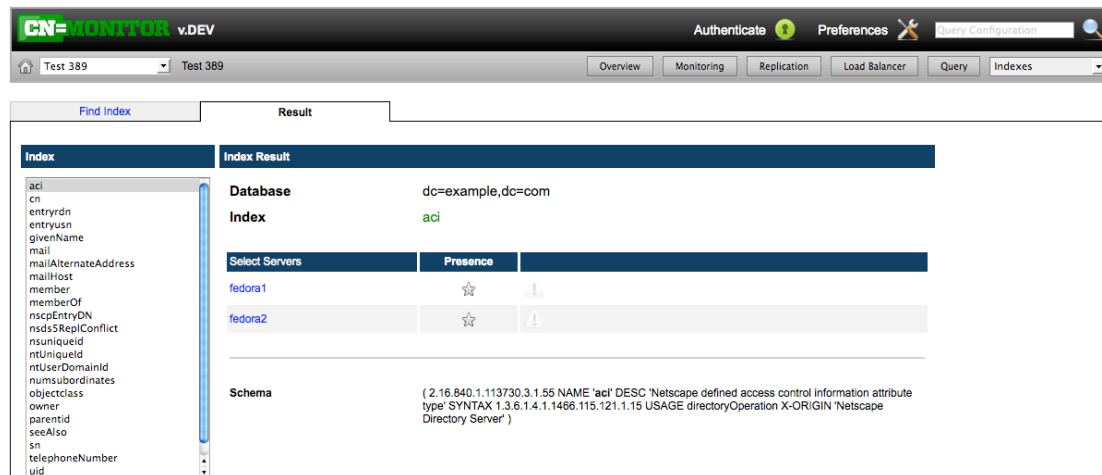 CN=MONITOR v.DEV
Authenticate Preferences Query Configuration
Test 389 Test 389 Overview Monitoring Replication Load Balancer Query Indexes
Find Index Result
Index
aci
cn
entryrdn
entryusn
givenName
mail
mailAlternateAddress
mailHost
member
memberOf
nscpEntryDN
nsds5ReplConflict
nsuniqueid
ntUniqueId
ntUserDomainId
numsubordinates
objectclass
owner
parentid
seeAlso
sn
telephoneNumber
uid
Index Result
Database dc=example,dc=com
Index aci
Select Servers Presence
fedora1
fedora2
Schema ( 2.16.840.1.113730.3.1.55 NAME 'aci' DESC 'Netscape defined access control information attribute
type' SYNTAX 1.3.6.1.4.1.1466.115.121.1.15 USAGE directoryOperation X-ORIGIN 'Netscape
Directory Server' )